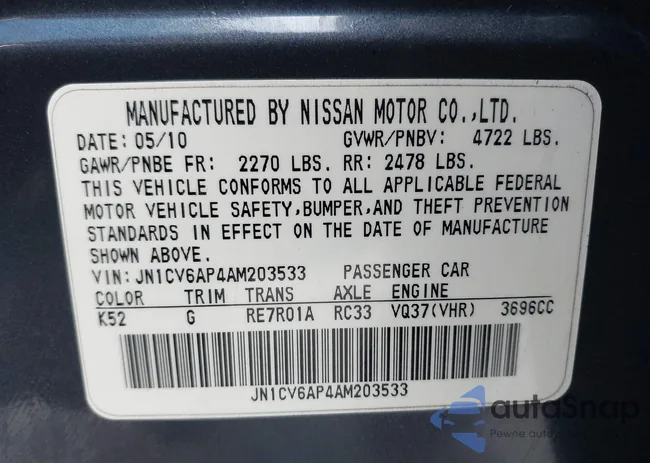 MANUFACTURED BY NISSAN MOTOR CO.,LTD.
DATE: 05/10 GVWR/PNBV: 4722 LBS.
GAWR/PNBE FR: 2270 LBS. RR: 2478 LBS.
THIS VEHICLE CONFORMS TO ALL APPLICABLE FEDERAL
MOTOR VEHICLE SAFETY,BUMPER,AND THEFT PREVENTION
STANDARDS IN EFFECT ON THE DATE OF MANUFACTURE
SHOWN ABOVE.
VIN: JN1CV6AP4AM203533 PASSENGER CAR
COLOR TRIM TRANS AXLE ENGINE
K52 G RE7R01A RC33 VQ37(VHR) 3696CC
JN1CV6AP4AM203533
autoSnap
Pewne auto